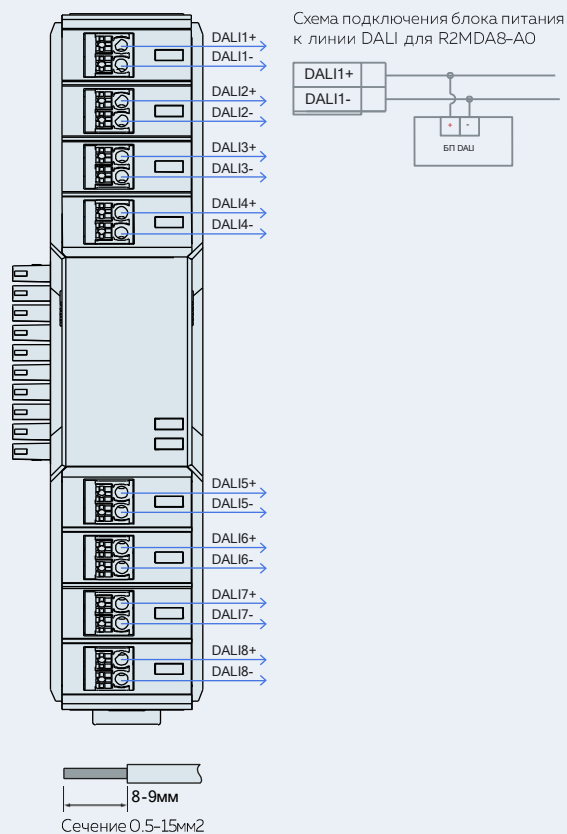 Схема подключения блока питания
к линии DALI для R2MDA8-A0
DALI1+
DALI1-
+ -
БП DALI
DALI1+
DALI1-
DALI2+
DALI2-
DALI3+
DALI3-
DALI4+
DALI4-
DALI5+
DALI5-
DALI6+
DALI6-
DALI7+
DALI7-
DALI8+
DALI8-
8-9мм
Сечение 0.5-15мм2